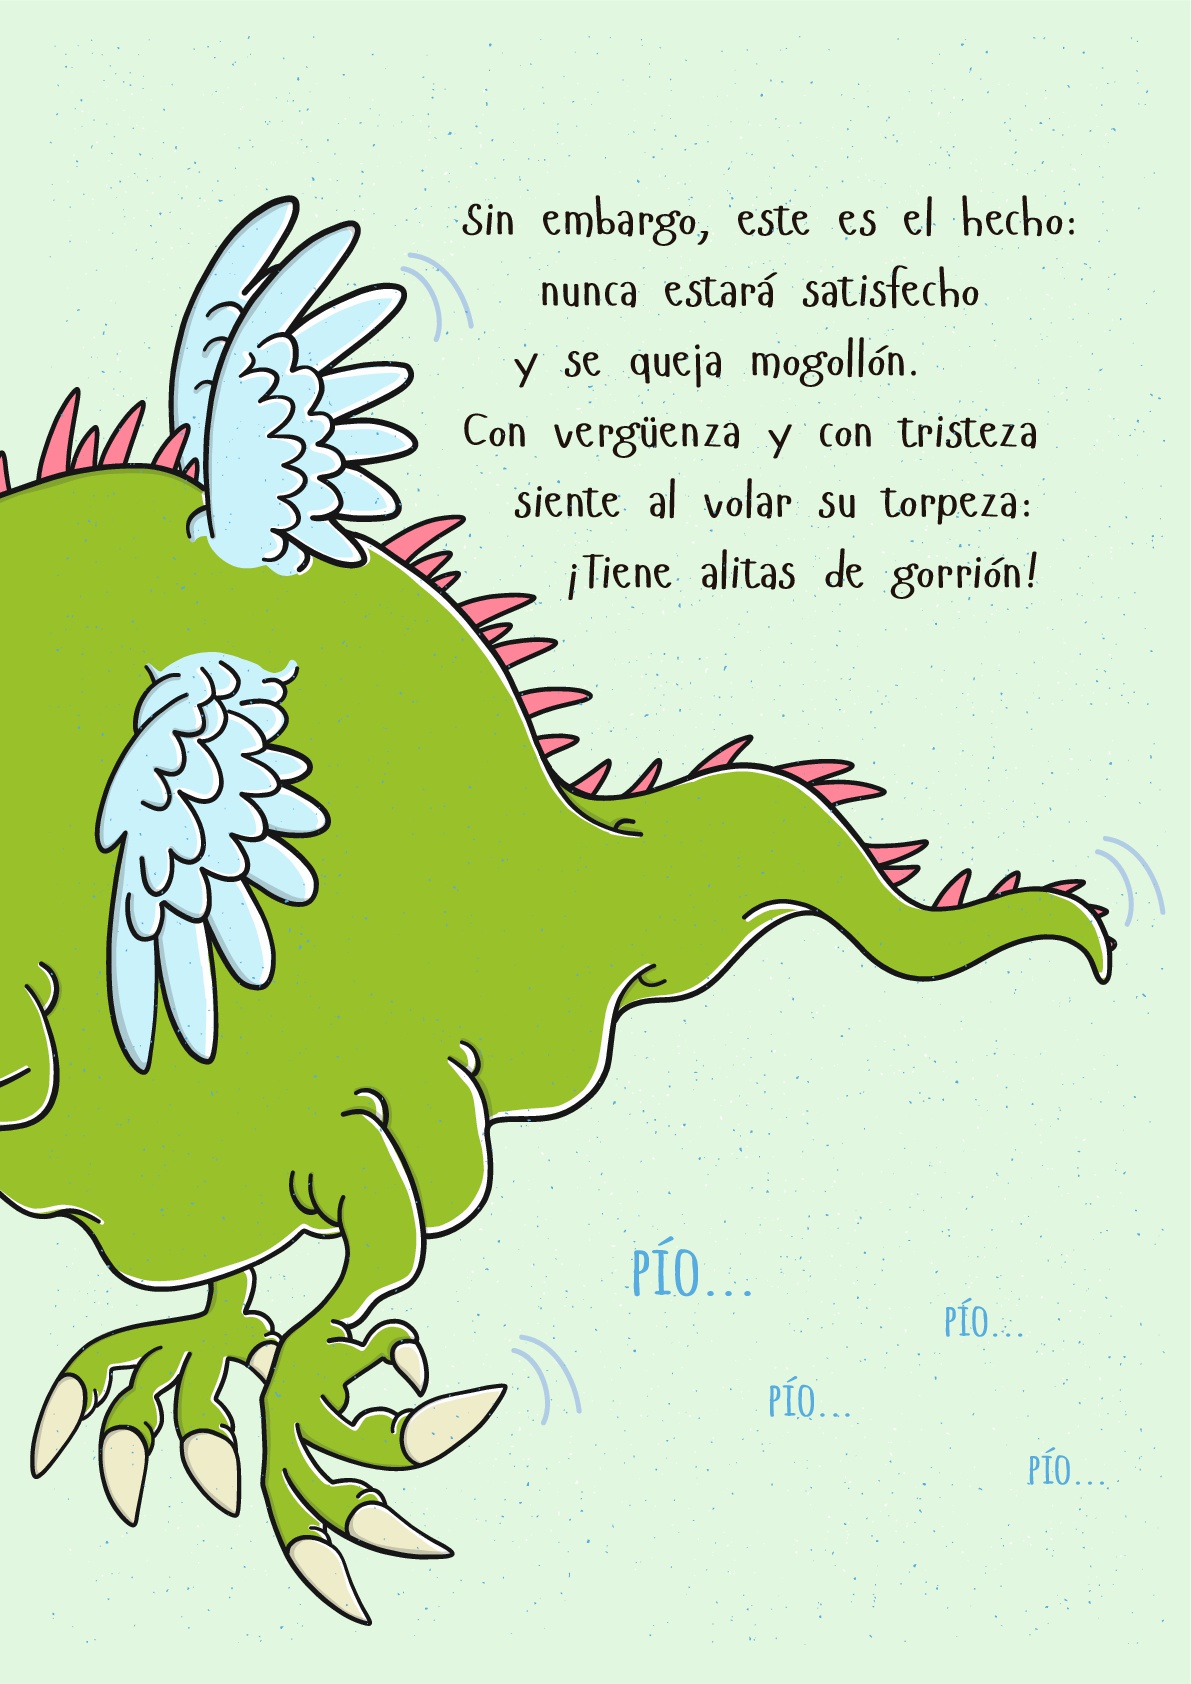 Sin embargo, este es el hecho:
nunca estará satisfecho
y se queja mogollón.
Con vergüenza y con tristeza
siente al volar su torpeza:
¡Tiene alitas de gorrión!
PÍO...
PÍO...
PÍO...
PÍO...